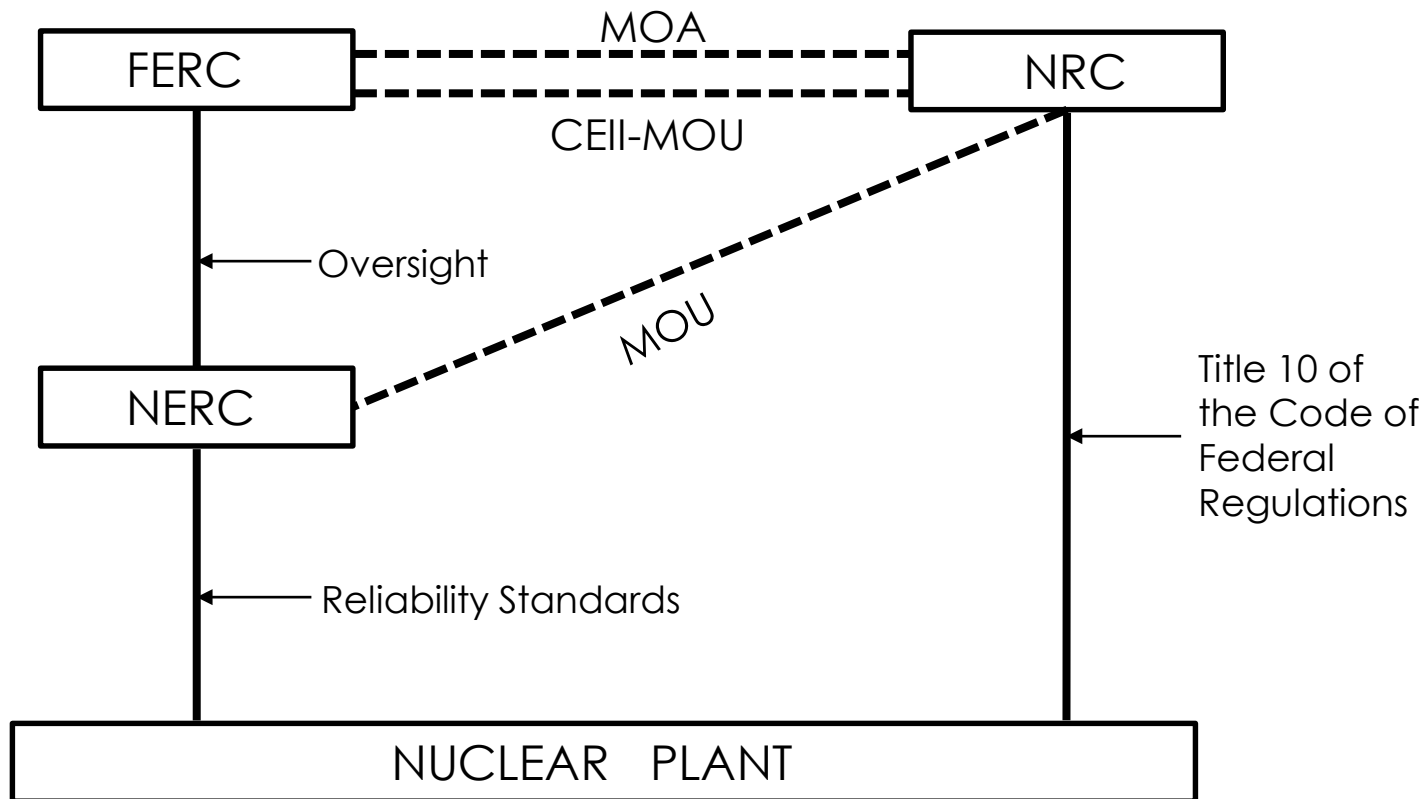 MOA
FERC
NRC
CEII-MOU
Oversight
MOU
Title 10 of
the Code of
Federal
Regulations
NERC
Reliability Standards
NUCLEAR PLANT